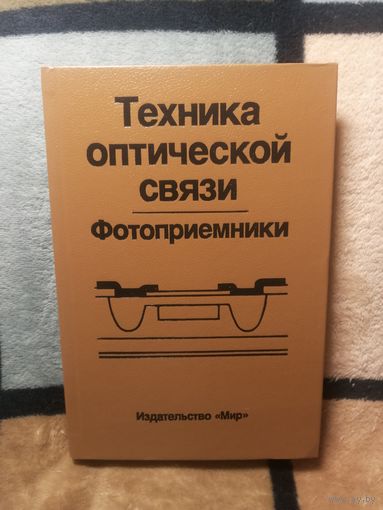 Техника
оптической
связи
Фотоприемники
Издательство «Мир»